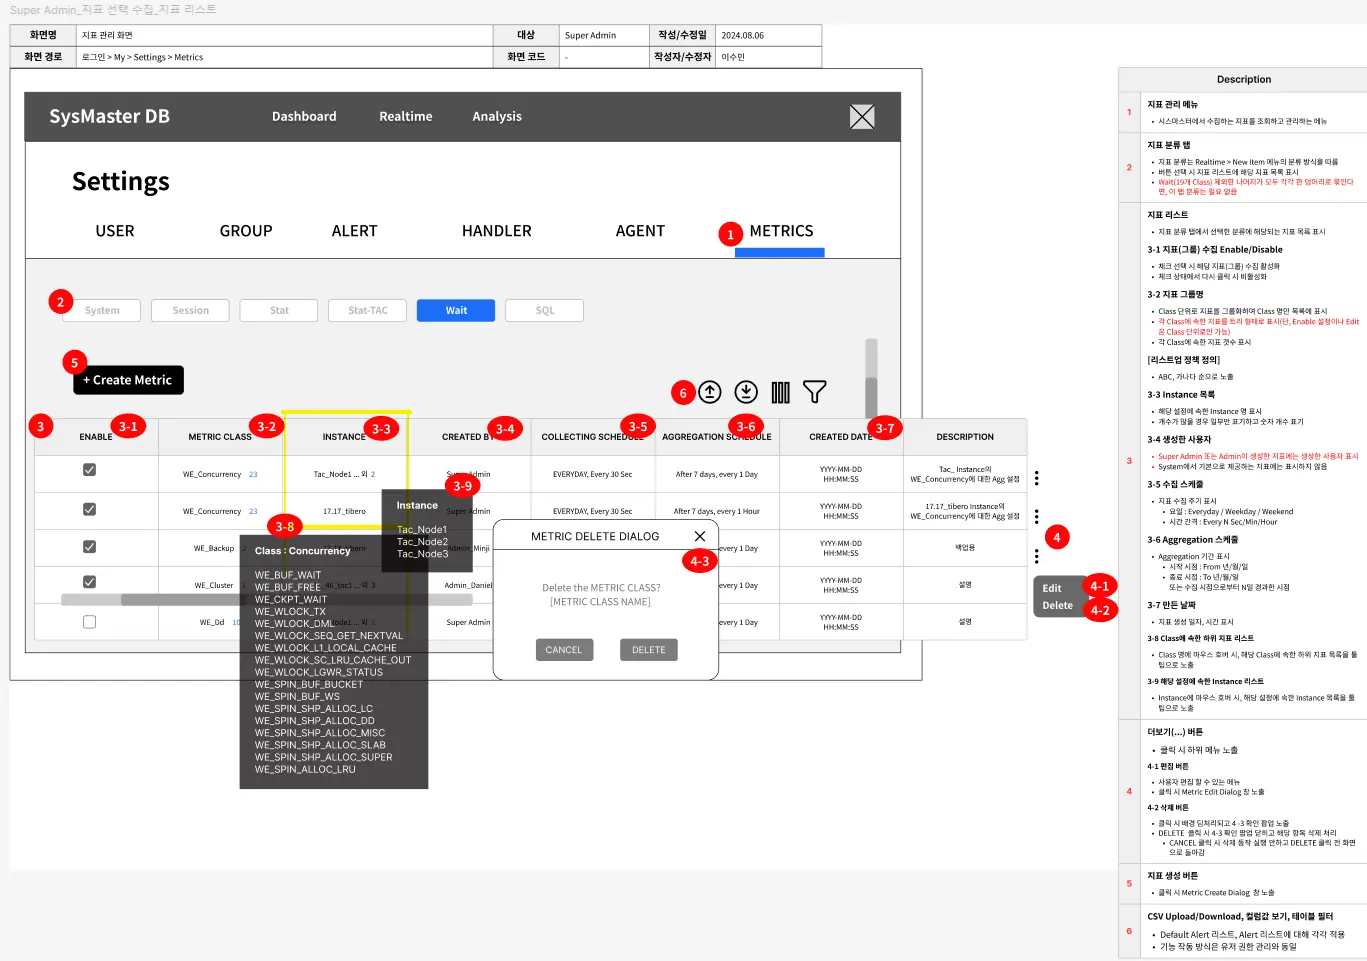 Super Admin_지표 선택 수집_지표 리스트
화면명 지표 관리 화면 대상 Super Admin 작성/수정일 2024.08.06
화면 경로 로그인 > My > Settings > Metrics 화면 코드 - 작성자/수정자 이수민
SysMaster DB Dashboard Realtime Analysis
Settings
USER GROUP ALERT HANDLER AGENT 1 METRICS
2 System Session Stat Stat-TAC Wait SQL
5
+ Create Metric
6
3 3-1 3-2 3-3 3-4 3-5 3-6 3-7
ENABLE METRIC CLASS INSTANCE CREATED BY COLLECTING SCHEDULE AGGREGATION SCHEDULE CREATED DATE DESCRIPTION
WE_Concurrency 23 Tac_Node1 ... 외 2 Super Admin EVERYDAY, Every 30 Sec After 7 days, every 1 Day YYYY-MM-DD HH:MM:SS Tac_ Instance의 WE_Concurrency에 대한 Agg 설정
WE_Concurrency 23 17.17_tibero Super Admin EVERYDAY, Every 30 Sec After 7 days, every 1 Hour YYYY-MM-DD HH:MM:SS 17.17_tibero Instance의 WE_Concurrency에 대한 Agg 설정
WE_Backup Admin_Minji every 1 Day YYYY-MM-DD HH:MM:SS 백업용
WE_Cluster Admin_Daniel every 1 Day YYYY-MM-DD HH:MM:SS 설명
WE_Dd 10 Super Admin every 1 Day YYYY-MM-DD HH:MM:SS 설명
3-9
Instance
Tac_Node1
Tac_Node2
Tac_Node3
3-8
Class : Concurrency
WE_BUF_WAIT
WE_BUF_FREE
WE_CKPT_WAIT
WE_WLOCK_TX
WE_WLOCK_DML
WE_WLOCK_SEQ_GET_NEXTVAL
WE_WLOCK_L1_LOCAL_CACHE
WE_WLOCK_SC_LRU_CACHE_OUT
WE_WLOCK_LGWR_STATUS
WE_SPIN_BUF_BUCKET
WE_SPIN_BUF_WS
WE_SPIN_SHP_ALLOC_LC
WE_SPIN_SHP_ALLOC_DD
WE_SPIN_SHP_ALLOC_MISC
WE_SPIN_SHP_ALLOC_SLAB
WE_SPIN_SHP_ALLOC_SUPER
WE_SPIN_ALLOC_LRU
METRIC DELETE DIALOG
4-3
Delete the METRIC CLASS?
[METRIC CLASS NAME]
CANCEL DELETE
4
Edit 4-1
Delete 4-2
Description
1
지표 관리 메뉴
• 시스마스터에서 수집하는 지표를 조회하고 관리하는 메뉴
2
지표 분류 탭
• 지표 분류는 Realtime > New Item 메뉴의 분류 방식을 따름
• 버튼 선택 시 지표 리스트에 해당 지표 목록 표시
• Wait(19개 Class) 제외한 나머지가 모두 각각 한 덩어리로 묶인다
면, 이 탭 분류는 필요 없음
3
지표 리스트
• 지표 분류 탭에서 선택한 분류에 해당되는 지표 목록 표시
3-1 지표(그룹) 수집 Enable/Disable
• 체크 선택 시 해당 지표(그룹) 수집 활성화
• 체크 상태에서 다시 클릭 시 비활성화
3-2 지표 그룹명
• Class 단위로 지표를 그룹화하여 Class 명만 목록에 표시
• 각 Class에 속한 지표를 트리 형태로 표시(단, Enable 설정이나 Edit
은 Class 단위로만 가능)
• 각 Class에 속한 지표 갯수 표시
[리스트업 정책 정의]
• ABC, 가나다 순으로 노출
3-3 Instance 목록
• 해당 설정에 속한 Instance 명 표시
• 개수가 많을 경우 일부만 표기하고 숫자 개수 표기
3-4 생성한 사용자
• Super Admin 또는 Admin이 생성한 지표에는 생성한 사용자 표시
• System에서 기본으로 제공하는 지표에는 표시하지 않음
3-5 수집 스케줄
• 지표 수집 주기 표시
• 요일 : Everyday / Weekday / Weekend
• 시간 간격 : Every N Sec/Min/Hour
3-6 Aggregation 스케줄
• Aggregation 기간 표시
• 시작 시점 : From 년/월/일
• 종료 시점 : To 년/월/일
또는 수집 시점으로부터 N일 경과한 시점
3-7 만든 날짜
• 지표 생성 일자, 시간 표시
3-8 Class에 속한 하위 지표 리스트
• Class 명에 마우스 호버 시, 해당 Class에 속한 하위 지표 목록을 툴
팁으로 노출
3-9 해당 설정에 속한 Instance 리스트
• Instance에 마우스 호버 시, 해당 설정에 속한 Instance 목록을 툴
팁으로 노출
4
더보기(...) 버튼
• 클릭 시 하위 메뉴 노출
4-1 편집 버튼
• 사용자 편집 할 수 있는 메뉴
• 클릭 시 Metric Edit Dialog 창 노출
4-2 삭제 버튼
• 클릭 시 배경 딤처리되고 4 -3 확인 팝업 노출
• DELETE 클릭 시 4-3 확인 팝업 닫히고 해당 항목 삭제 처리
• CANCEL 클릭 시 삭제 동작 실행 안하고 DELETE 클릭 전 화면
으로 돌아감
5
지표 생성 버튼
• 클릭 시 Metric Create Dialog 창 노출
6
CSV Upload/Download, 컬럼값 보기, 테이블 필터
• Default Alert 리스트, Alert 리스트에 대해 각각 적용
• 기능 작동 방식은 유저 권한 관리와 동일